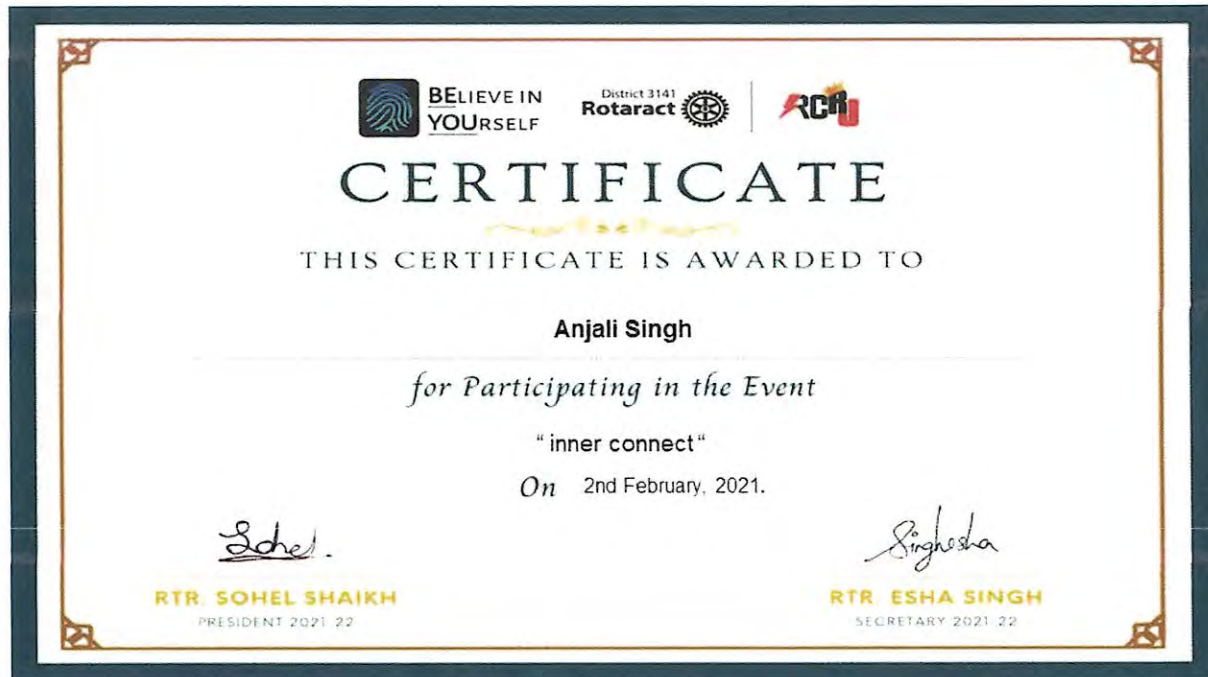 BELIEVE IN
YOURSELF
District 3141
Rotaract
RCRU
CERTIFICATE
THIS CERTIFICATE IS AWARDED TO
Anjali Singh
for Participating in the Event
“ inner connect “
On 2nd February, 2021.
Sohel.
Singhesha
RTR. SOHEL SHAIKH
RTR. ESHA SINGH
PRESIDENT 2021-22
SECRETARY 2021-22